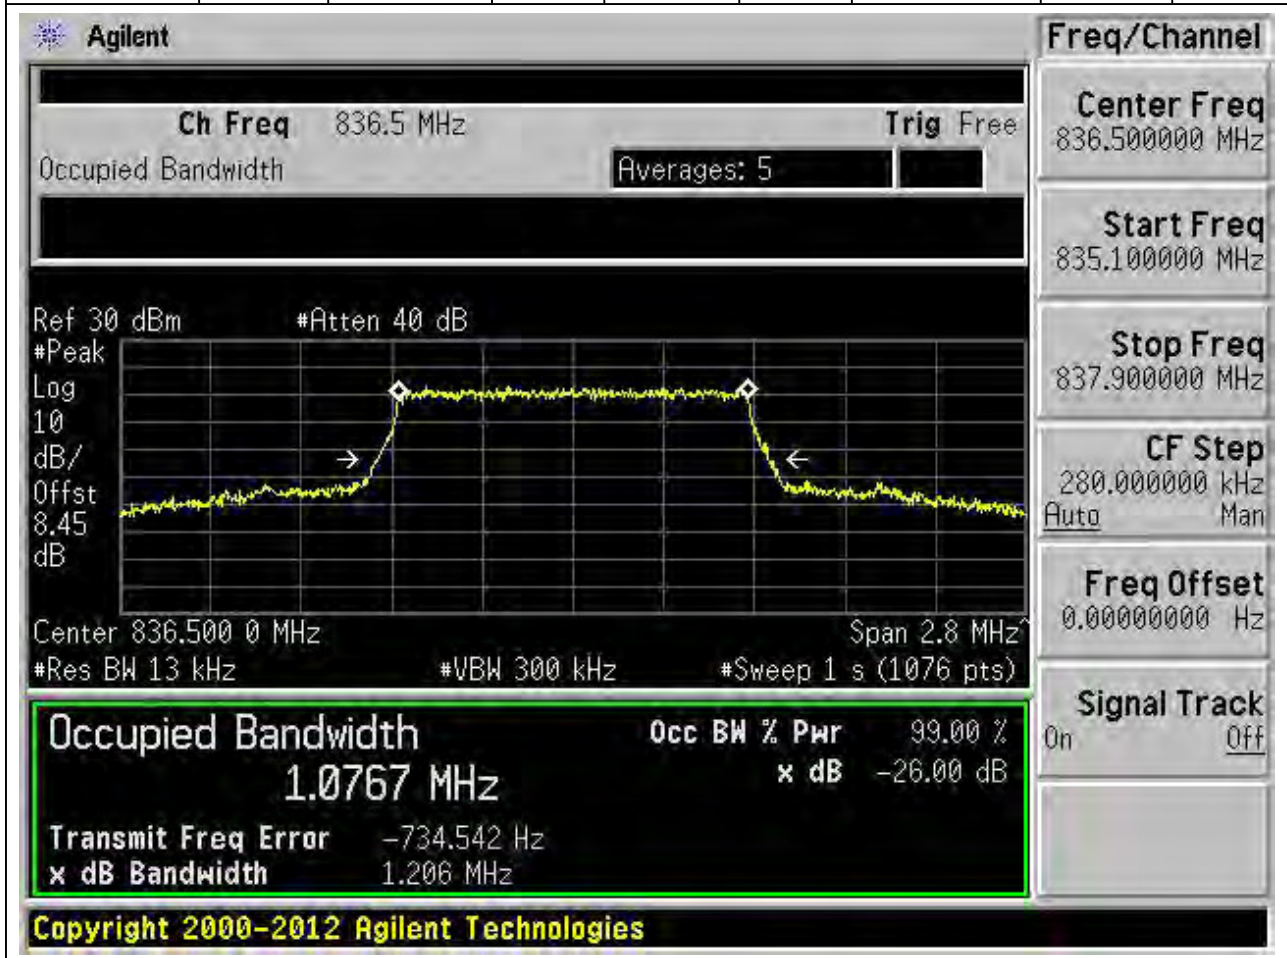 Agilent
Freq/Channel
Ch Freq 836.5 MHz Trig Free
Occupied Bandwidth Averages: 5
Center Freq
836.500000 MHz
Start Freq
835.100000 MHz
Stop Freq
837.900000 MHz
CF Step
280.000000 kHz
Auto Man
Freq Offset
0.00000000 Hz
Signal Track
On Off
Ref 30 dBm #Atten 40 dB
#Peak
Log
10
dB/
Offst
8.45
dB
Center 836.500 0 MHz Span 2.8 MHz^
#Res BW 13 kHz #VBW 300 kHz #Sweep 1 s (1076 pts)
Occupied Bandwidth Occ BW % Pwr 99.00 %
1.0767 MHz x dB -26.00 dB
Transmit Freq Error -734.542 Hz
x dB Bandwidth 1.206 MHz
Copyright 2000-2012 Agilent Technologies